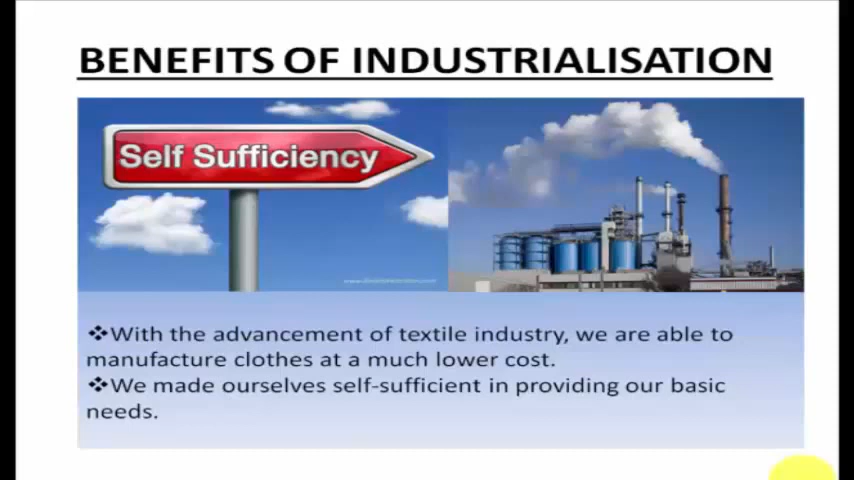 BENEFITS OF INDUSTRIALISATION
Self Sufficiency
❖With the advancement of textile industry, we are able to
manufacture clothes at a much lower cost.
❖We made ourselves self-sufficient in providing our basic
needs.